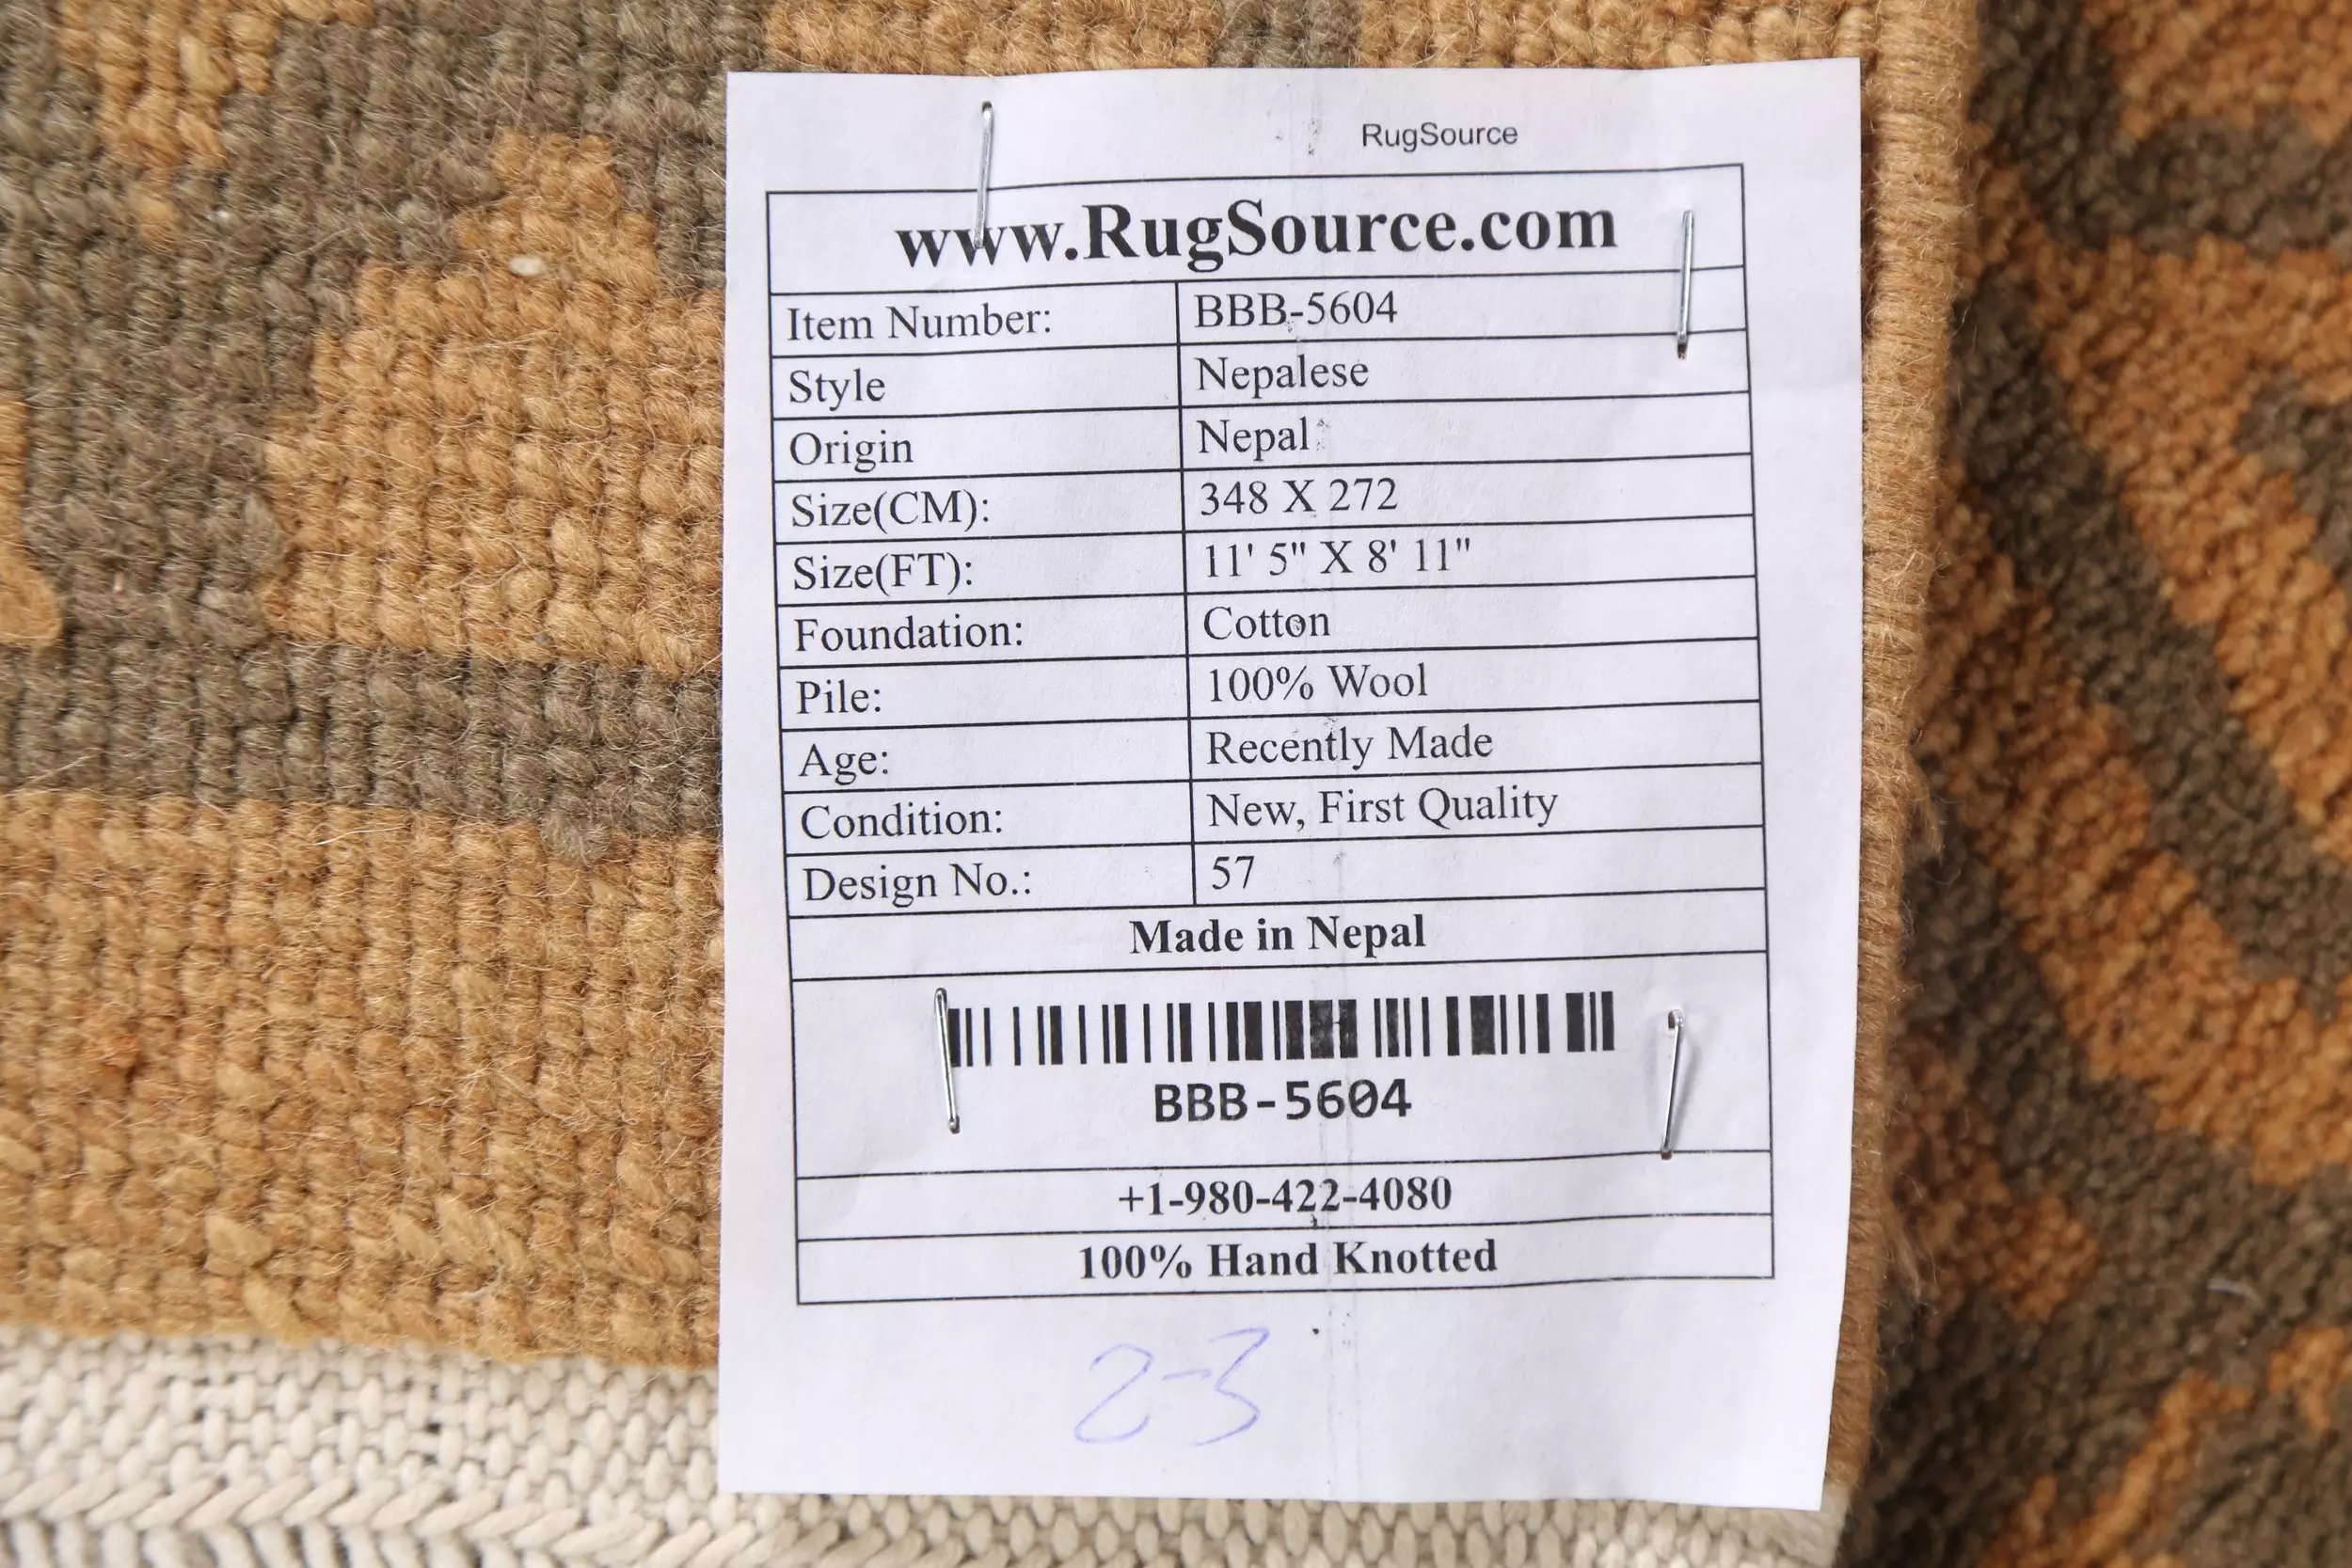 RugSource
www.RugSource.com
Item Number: BBB-5604
Style Nepalese
Origin Nepal
Size(CM): 348 X 272
Size(FT): 11' 5" X 8' 11"
Foundation: Cotton
Pile: 100% Wool
Age: Recently Made
Condition: New, First Quality
Design No.: 57
Made in Nepal
BBB-5604
+1-980-422-4080
100% Hand Knotted
2-3